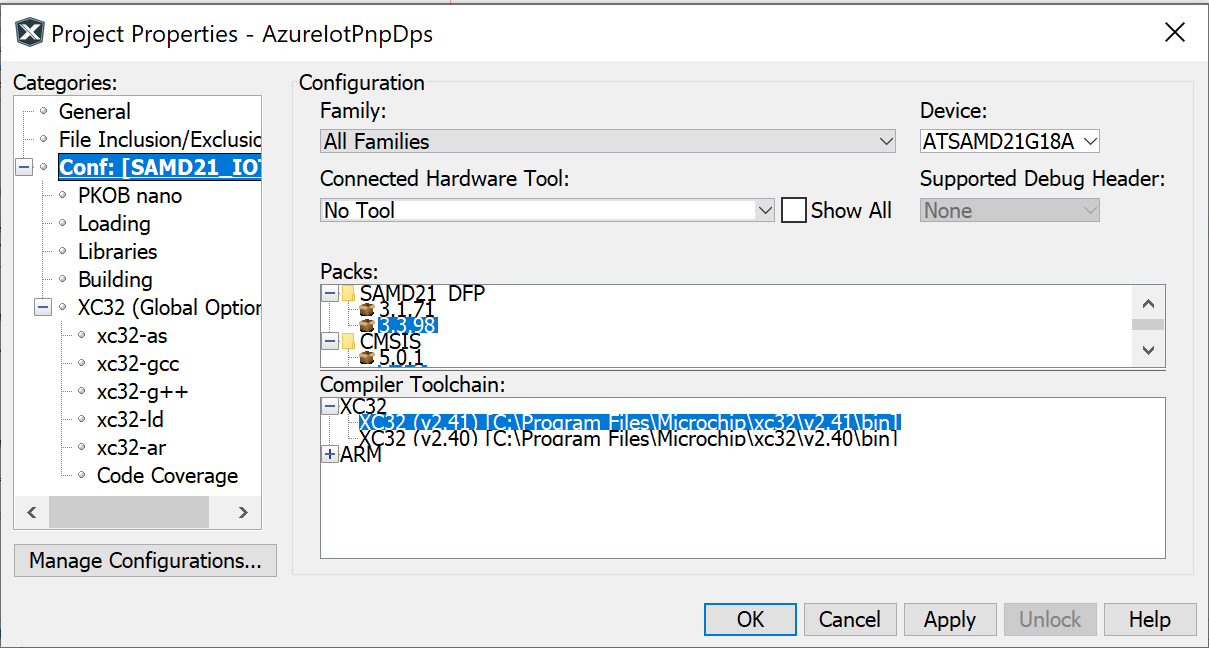 Project Properties - AzureIotPnpDps
Categories:
General
File Inclusion/Exclusio
Conf: [SAMD21_IOT
PKOB nano
Loading
Libraries
Building
XC32 (Global Option
xc32-as
xc32-gcc
xc32-g++
xc32-ld
xc32-ar
Code Coverage
Manage Configurations...
Configuration
Family:
Device:
All Families
ATSAMD21G18A
Connected Hardware Tool:
Supported Debug Header:
No Tool
Show All
None
Packs:
SAMD21_DFP
3.1.71
3.3.98
CMSIS
5.0.1
Compiler Toolchain:
XC32
XC32 (v2.41) [C:\Program Files\Microchip\xc32\v2.41\bin]
XC32 (v2.40) [C:\Program Files\Microchip\xc32\v2.40\bin]
ARM
OK
Cancel
Apply
Unlock
Help